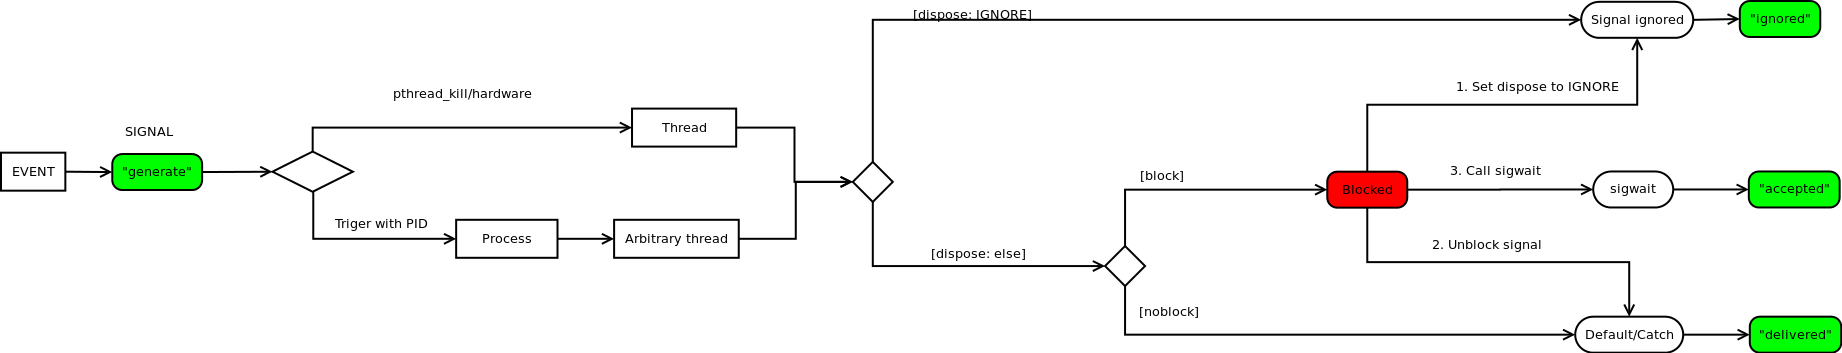 [dispose: IGNORE]
Signal ignored
"ignored"
pthread_kill/hardware
1. Set dispose to IGNORE
SIGNAL
Thread
EVENT
"generate"
[block]
3. Call sigwait
Blocked
sigwait
"accepted"
Triger with PID
Process
Arbitrary thread
[dispose: else]
2. Unblock signal
[noblock]
Default/Catch
"delivered"